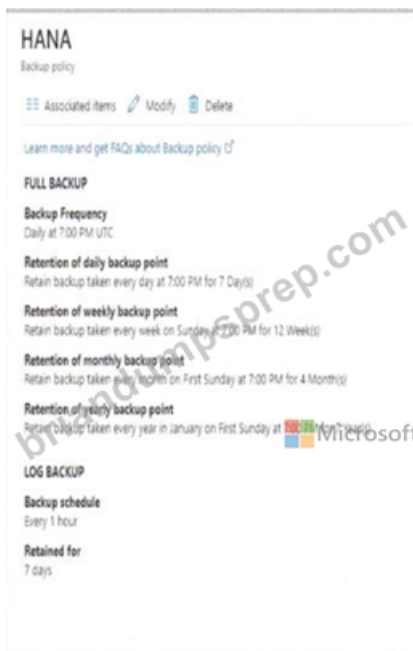 HANA
Backup policy
Associated items Modify Delete
Learn more and get FAQs about Backup policy
FULL BACKUP
Backup Frequency
Daily at 7:00 PM UTC
Retention of daily backup point
Retain backup taken every day at 7:00 PM for 7 Day(s)
Retention of weekly backup point
Retain backup taken every week on Sunday at 7:00 PM for 12 Week(s)
Retention of monthly backup point
Retain backup taken every month on First Sunday at 7:00 PM for 4 Month(s)
Retention of yearly backup point
Retain backup taken every year in January on First Sunday at 7:00 PM
Microsoft
LOG BACKUP
Backup schedule
Every 1 hour
Retained for
7 days
briandumpsprep.com